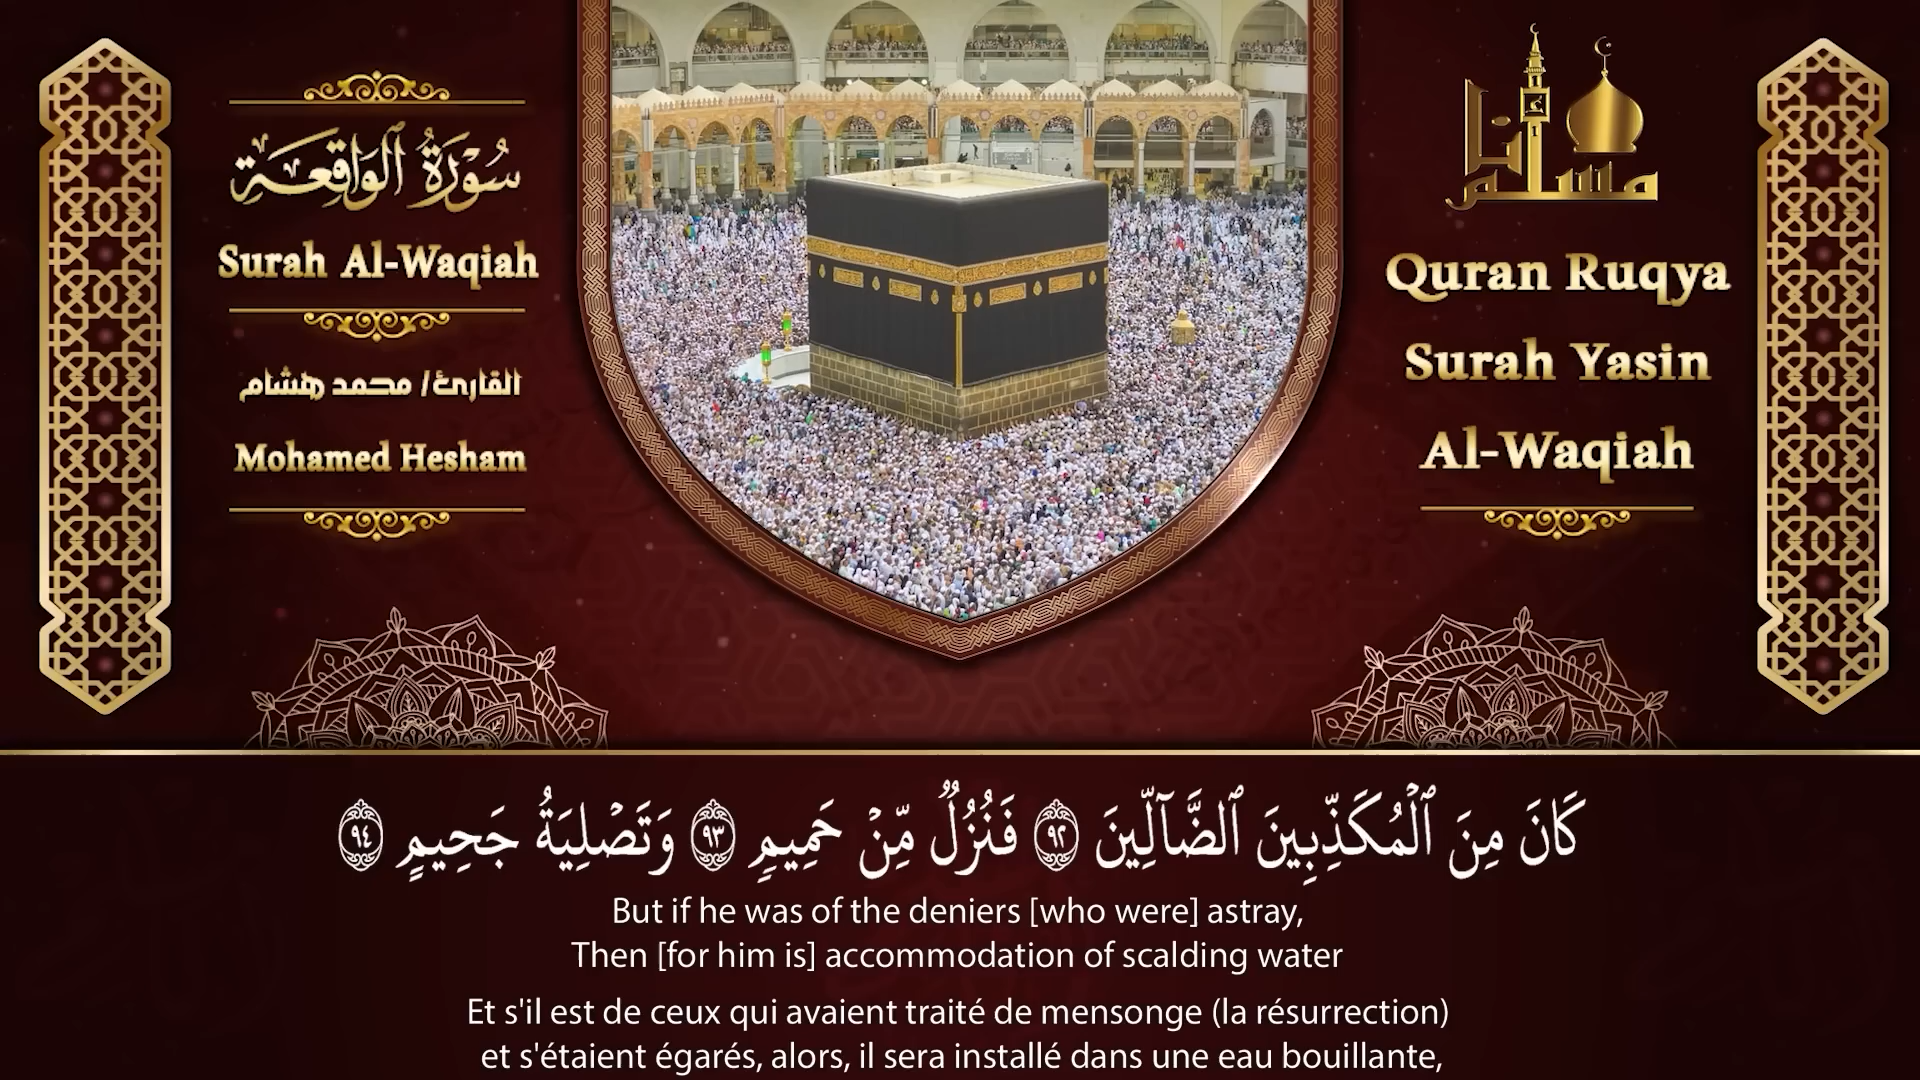 سُورَةُ الوَاقِعَة
Surah Al-Waqiah
القارئ/ محمد هشام
Mohamed Hesham
أنا مسلم
Quran Ruqya
Surah Yasin
Al-Waqiah
كَانَ مِنَ ٱلْمُكَذِّبِينَ ٱلضَّآلِّينَ ٩٢ فَنُزُلٌ مِّنْ حَمِيمٍ ٩٣ وَتَصْلِيَةُ جَحِيمٍ ٩٤
But if he was of the deniers [who were] astray,
Then [for him is] accommodation of scalding water
Et s'il est de ceux qui avaient traité de mensonge (la résurrection)
et s'étaient égarés, alors, il sera installé dans une eau bouillante,